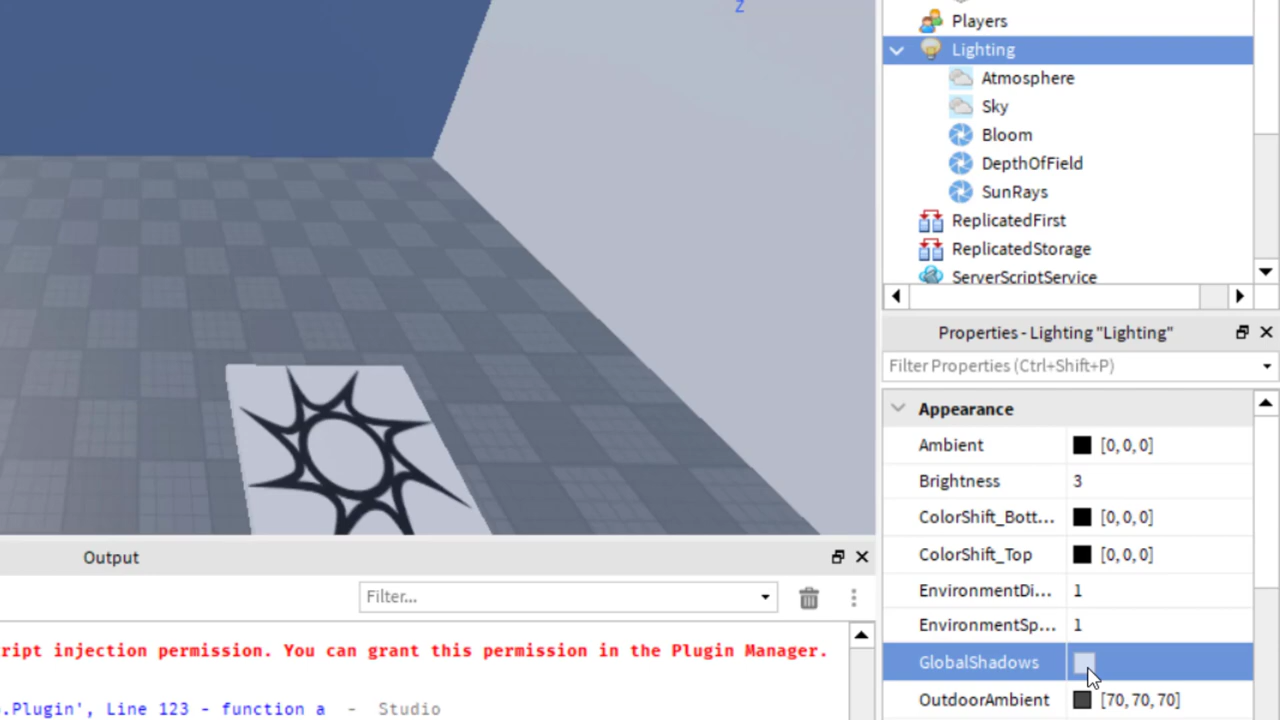 Z
Players
Lighting
Atmosphere
Sky
Bloom
DepthOfField
SunRays
ReplicatedFirst
ReplicatedStorage
ServerScriptService
Properties - Lighting "Lighting"
Filter Properties (Ctrl+Shift+P)
Appearance
Ambient [0, 0, 0]
Brightness 3
ColorShift_Bott... [0, 0, 0]
ColorShift_Top [0, 0, 0]
EnvironmentDi... 1
EnvironmentSp... 1
GlobalShadows
OutdoorAmbient [70, 70, 70]
Output
Filter...
ript injection permission. You can grant this permission in the Plugin Manager.
.Plugin', Line 123 - function a - Studio